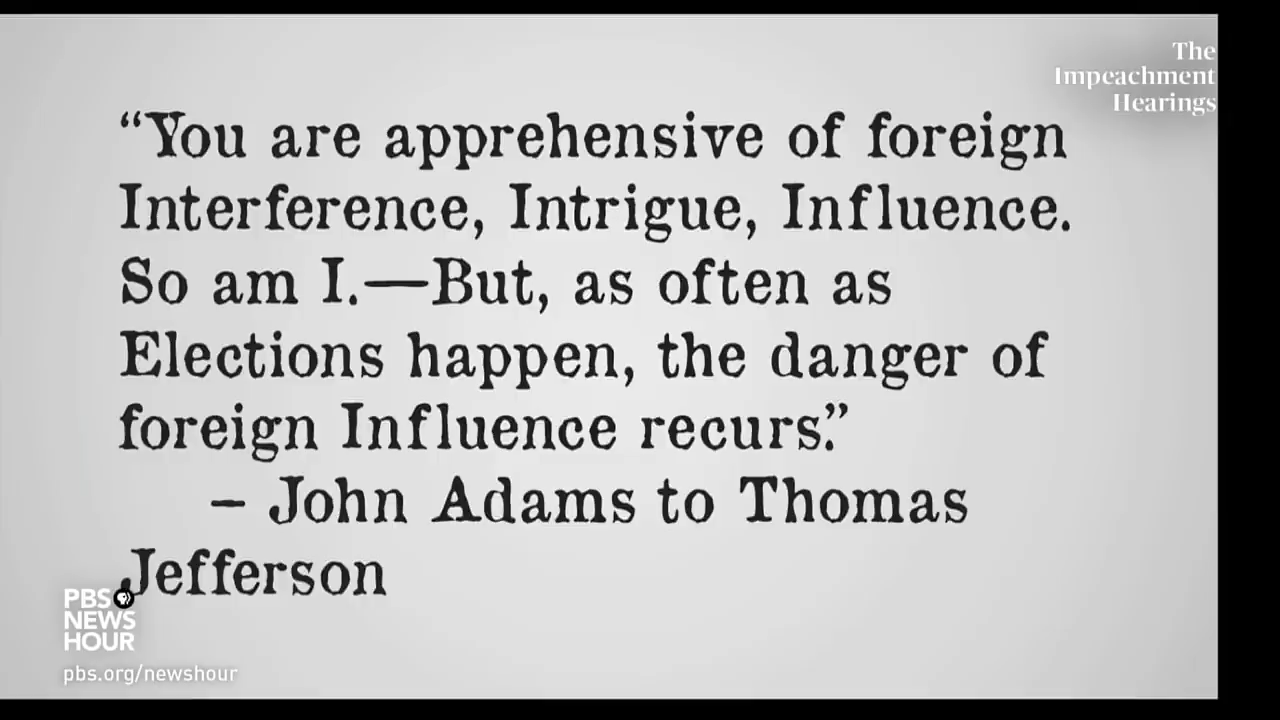 The
Impeachment
Hearings
“You are apprehensive of foreign
Interference, Intrigue, Influence.
So am I.—But, as often as
Elections happen, the danger of
foreign Influence recurs.”
– John Adams to Thomas
Jefferson
PBS
NEWS
HOUR
pbs.org/newshour